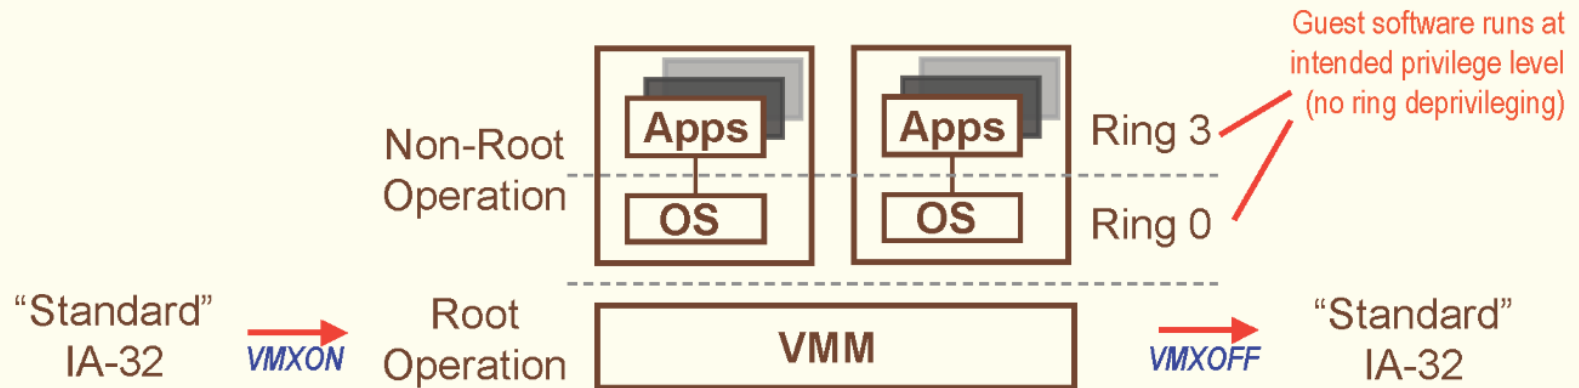 Guest software runs at
intended privilege level
(no ring deprivileging)
Non-Root
Operation
Apps
OS
Apps
OS
Ring 3
Ring 0
“Standard”
IA-32
VMXON
Root
Operation
VMM
VMXOFF
“Standard”
IA-32